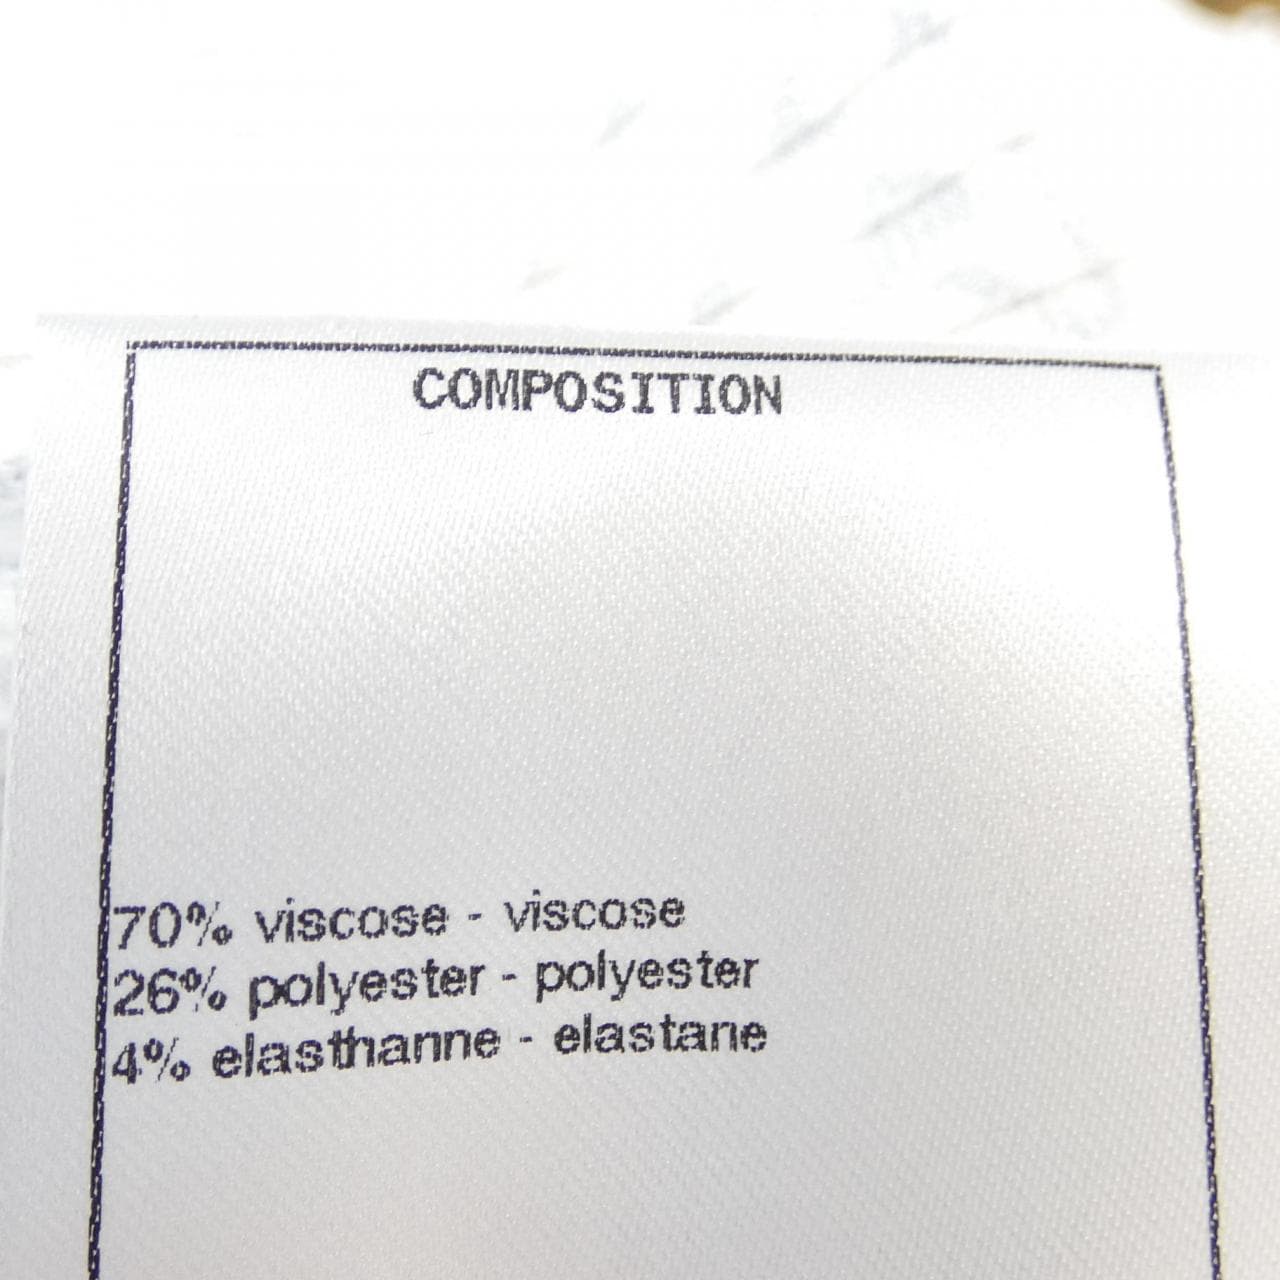 COMPOSITION
70% viscose - viscose
26% polyester - polyester
4% elasthanne - elastane